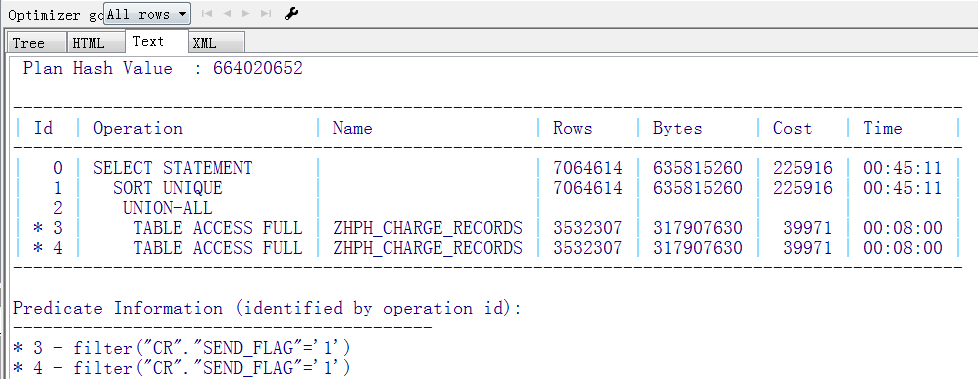 Optimizer go All rows
Tree HTML Text XML
Plan Hash Value : 664020652
-----------------------------------------------------------------------------------------------
| Id | Operation | Name | Rows | Bytes | Cost | Time |
-----------------------------------------------------------------------------------------------
| 0 | SELECT STATEMENT | | 7064614 | 635815260 | 225916 | 00:45:11 |
| 1 | SORT UNIQUE | | 7064614 | 635815260 | 225916 | 00:45:11 |
| 2 | UNION-ALL | | | | | |
| * 3 | TABLE ACCESS FULL | ZHPH_CHARGE_RECORDS | 3532307 | 317907630 | 39971 | 00:08:00 |
| * 4 | TABLE ACCESS FULL | ZHPH_CHARGE_RECORDS | 3532307 | 317907630 | 39971 | 00:08:00 |
-----------------------------------------------------------------------------------------------
Predicate Information (identified by operation id):
------------------------------------------
* 3 - filter("CR"."SEND_FLAG"='1')
* 4 - filter("CR"."SEND_FLAG"='1')